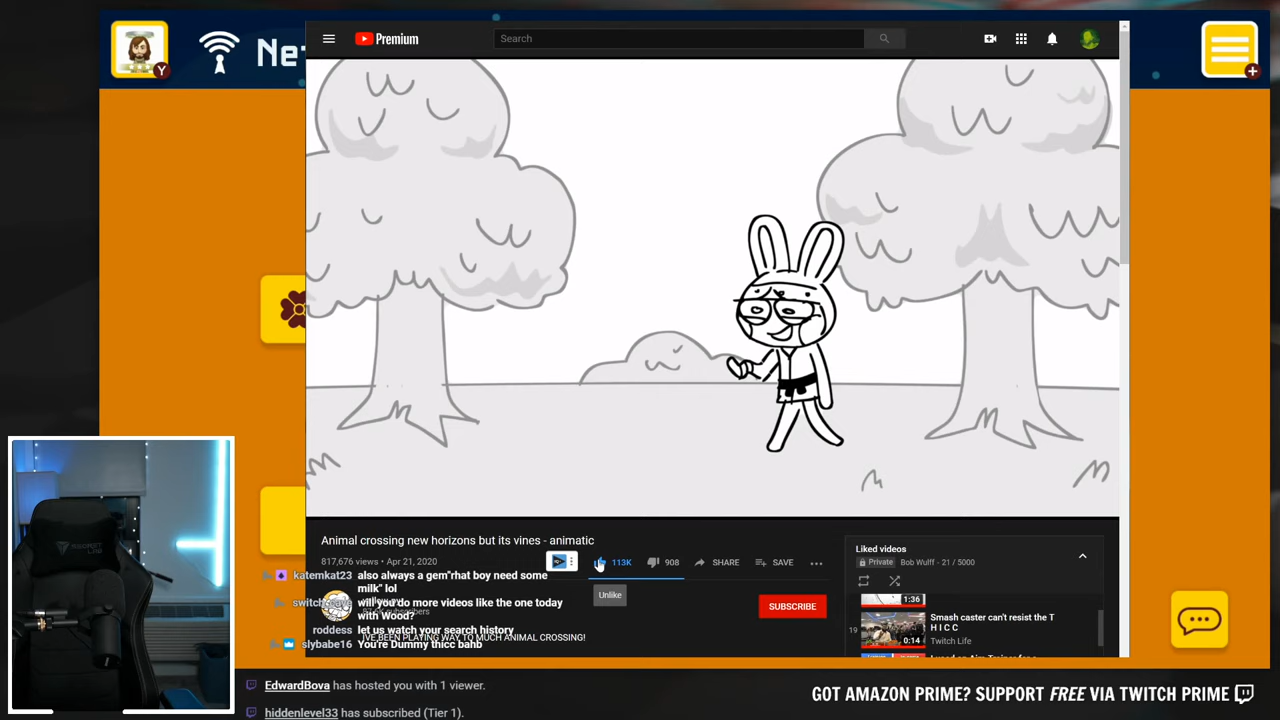 Ne
Premium
Search
Y
+
Animal crossing new horizons but its vines - animatic
817,676 views • Apr 21, 2020
113K
908
SHARE
SAVE
Unlike
SUBSCRIBE
I'VE BEEN PLAYING WAY TO MUCH ANIMAL CROSSING!
Liked videos
Private Bob Wulff - 21 / 5000
1:36
19
0:14
Smash caster can't resist the T
H I C C
Twitch Life
katemkat23 also always a gem"rhat boy need some
milk" lol
will you do more videos like the one today
with Wood?
roddess let us watch your search history
slybabe16 You're Dummy thicc bahb
EdwardBova has hosted you with 1 viewer.
hiddenlevel33 has subscribed (Tier 1).
GOT AMAZON PRIME? SUPPORT FREE VIA TWITCH PRIME